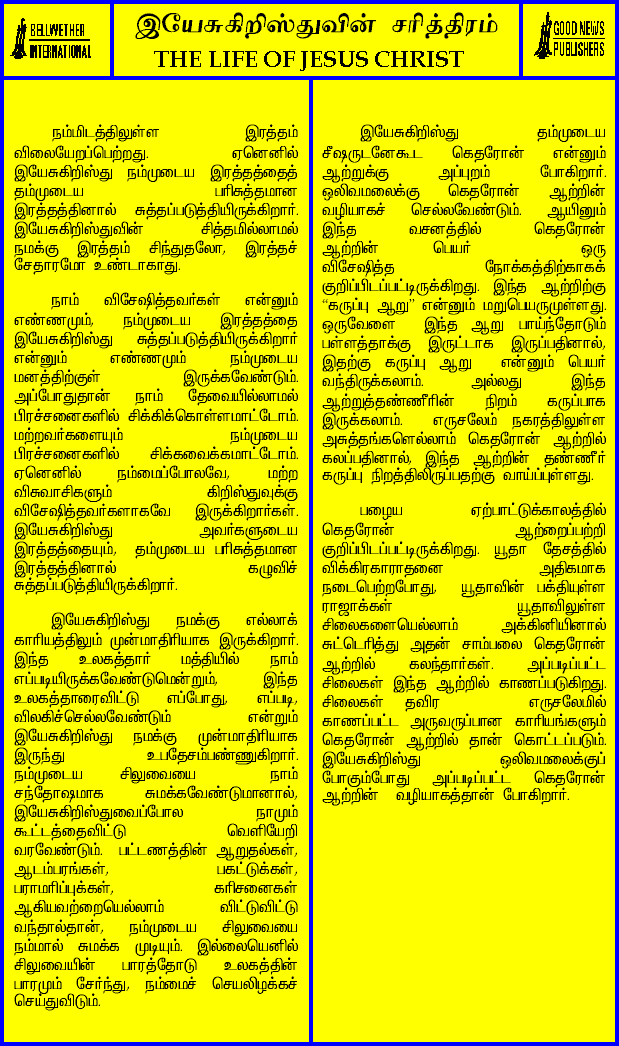 BELLWETHER
INTERNATIONAL
இயேசுகிறிஸ்துவின் சரித்திரம்
THE LIFE OF JESUS CHRIST
GOOD NEWS
PUBLISHERS
நம்மிடத்திலுள்ள இரத்தம்
விலையேறப்பெற்றது. ஏனெனில்
இயேசுகிறிஸ்து நம்முடைய இரத்தத்தைத்
தம்முடைய பரிசுத்தமான
இரத்தத்தினால் சுத்தப்படுத்தியிருக்கிறார்.
இயேசுகிறிஸ்துவின் சித்தமில்லாமல்
நமக்கு இரத்தம் சிந்துதலோ, இரத்தச்
சேதாரமோ உண்டாகாது.
நாம் விசேஷித்தவர்கள் என்னும்
எண்ணமும், நம்முடைய இரத்தத்தை
இயேசுகிறிஸ்து சுத்தப்படுத்தியிருக்கிறார்
என்னும் எண்ணமும் நம்முடைய
மனத்திற்குள் இருக்கவேண்டும்.
அப்போதுதான் நாம் தேவையில்லாமல்
பிரச்சனைகளில் சிக்கிக்கொள்ளமாட்டோம்.
மற்றவர்களையும் நம்முடைய
பிரச்சனைகளில் சிக்கவைக்கமாட்டோம்.
ஏனெனில் நம்மைப்போலவே, மற்ற
விசுவாசிகளும் கிறிஸ்துவுக்கு
விசேஷித்தவர்களாகவே இருக்கிறார்கள்.
இயேசுகிறிஸ்து அவர்களுடைய
இரத்தத்தையும், தம்முடைய பரிசுத்தமான
இரத்தத்தினால் கழுவிச்
சுத்தப்படுத்தியிருக்கிறார்.
இயேசுகிறிஸ்து நமக்கு எல்லாக்
காரியத்திலும் முன்மாதிரியாக இருக்கிறார்.
இந்த உலகத்தார் மத்தியில் நாம்
எப்படியிருக்கவேண்டுமென்றும், இந்த
உலகத்தாரைவிட்டு எப்போது, எப்படி,
விலகிச்செல்லவேண்டும் என்றும்
இயேசுகிறிஸ்து நமக்கு முன்மாதிரியாக
இருந்து உபதேசம்பண்ணுகிறார்.
நம்முடைய சிலுவையை நாம்
சந்தோஷமாக சுமக்கவேண்டுமானால்,
இயேசுகிறிஸ்துவைப்போல நாமும்
கூட்டத்தைவிட்டு வெளியேறி
வரவேண்டும். பட்டணத்தின் ஆறுதல்கள்,
ஆடம்பரங்கள், பகட்டுக்கள்,
பராமரிப்புக்கள், கரிசனைகள்
ஆகியவற்றையெல்லாம் விட்டுவிட்டு
வந்தால்தான், நம்முடைய சிலுவையை
நம்மால் சுமக்க முடியும். இல்லையெனில்
சிலுவையின் பாரத்தோடு உலகத்தின்
பாரமும் சேர்ந்து, நம்மைச் செயலிழக்கச்
செய்துவிடும்.
இயேசுகிறிஸ்து தம்முடைய
சீஷருடனேகூட கெதரோன் என்னும்
ஆற்றுக்கு அப்புறம் போகிறார்.
ஒலிவமலைக்கு கெதரோன் ஆற்றின்
வழியாகச் செல்லவேண்டும். ஆயினும்
இந்த வசனத்தில் கெதரோன்
ஆற்றின் பெயர் ஒரு
விசேஷித்த நோக்கத்திற்காகக்
குறிப்பிடப்பட்டிருக்கிறது. இந்த ஆற்றிற்கு
“கருப்பு ஆறு” என்னும் மறுபெயருமுள்ளது.
ஒருவேளை இந்த ஆறு பாய்ந்தோடும்
பள்ளத்தாக்கு இருட்டாக இருப்பதினால்,
இதற்கு கருப்பு ஆறு என்னும் பெயர்
வந்திருக்கலாம். அல்லது இந்த
ஆற்றுத்தண்ணீரின் நிறம் கருப்பாக
இருக்கலாம். எருசலேம் நகரத்திலுள்ள
அசுத்தங்களெல்லாம் கெதரோன் ஆற்றில்
கலப்பதினால், இந்த ஆற்றின் தண்ணீர்
கருப்பு நிறத்திலிருப்பதற்கு வாய்ப்புள்ளது.
பழைய ஏற்பாட்டுக்காலத்தில்
கெதரோன் ஆற்றைப்பற்றி
குறிப்பிடப்பட்டிருக்கிறது. யூதா தேசத்தில்
விக்கிரகாராதனை அதிகமாக
நடைபெற்றபோது, யூதாவின் பக்தியுள்ள
ராஜாக்கள் யூதாவிலுள்ள
சிலைகளையெல்லாம் அக்கினியினால்
சுட்டெரித்து அதன் சாம்பலை கெதரோன்
ஆற்றில் கலந்தார்கள். அப்படிப்பட்ட
சிலைகள் இந்த ஆற்றில் காணப்படுகிறது.
சிலைகள் தவிர எருசலேமில்
காணப்பட்ட அருவருப்பான காரியங்களும்
கெதரோன் ஆற்றில் தான் கொட்டப்படும்.
இயேசுகிறிஸ்து ஒலிவமலைக்குப்
போகும்போது அப்படிப்பட்ட கெதரோன்
ஆற்றின் வழியாகத்தான் போகிறார்.